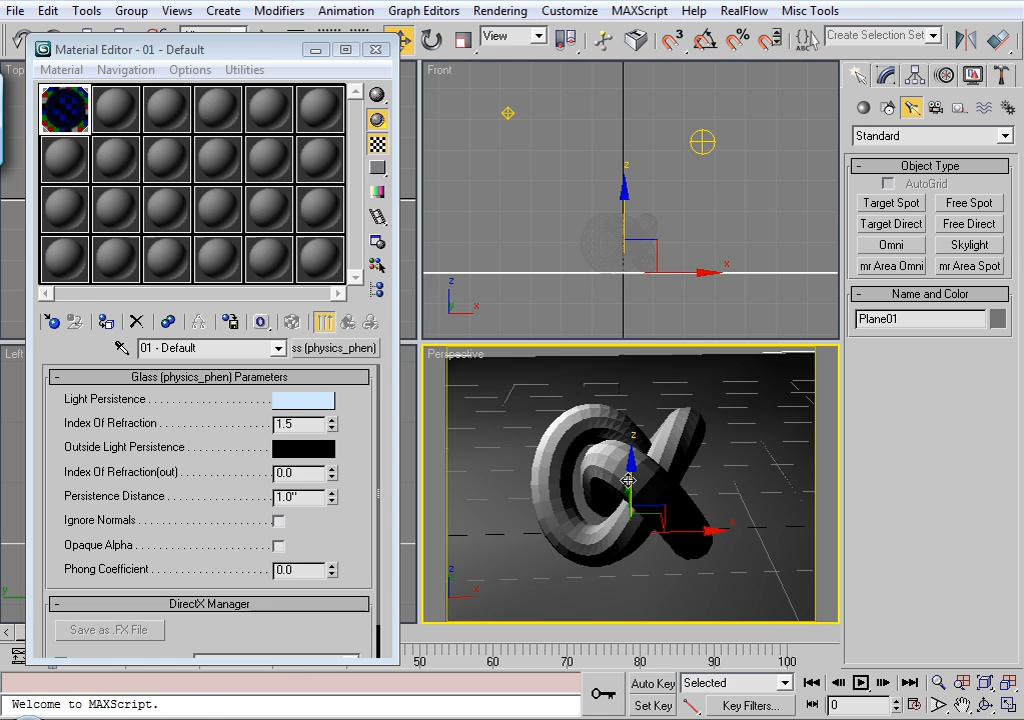 File Edit Tools Group Views Create Modifiers Animation Graph Editors Rendering Customize MAXScript Help RealFlow Misc Tools
View
3
ABC
Create Selection Set
Material Editor - 01 - Default
Material Navigation Options Utilities
Top
Front
z
x
z
y x
Left
y
Perspective
z
x
z
x
01 - Default
ss (physics_phen)
- Glass (physics_phen) Parameters
Light Persistence
Index Of Refraction 1.5
Outside Light Persistence
Index Of Refraction(out) 0.0
Persistence Distance 1.0"
Ignore Normals
Opaque Alpha
Phong Coefficient 0.0
- DirectX Manager
Save as .FX File
Standard
- Object Type
AutoGrid
Target Spot Free Spot
Target Direct Free Direct
Omni Skylight
mr Area Omni mr Area Spot
- Name and Color
Plane01
50 60 70 80 90 100
Welcome to MAXScript.
Auto Key Selected
Set Key Key Filters...
0